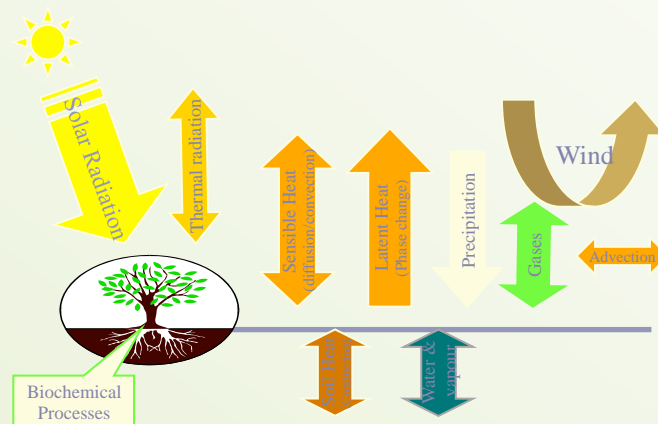 Solar Radiation
Thermal radiation
Sensible Heat
(diffusion/convection)
Latent Heat
(Phase change)
Precipitation
Gases
Wind
Advection
Soil Heat
Water &
vapour
Biochemical
Processes